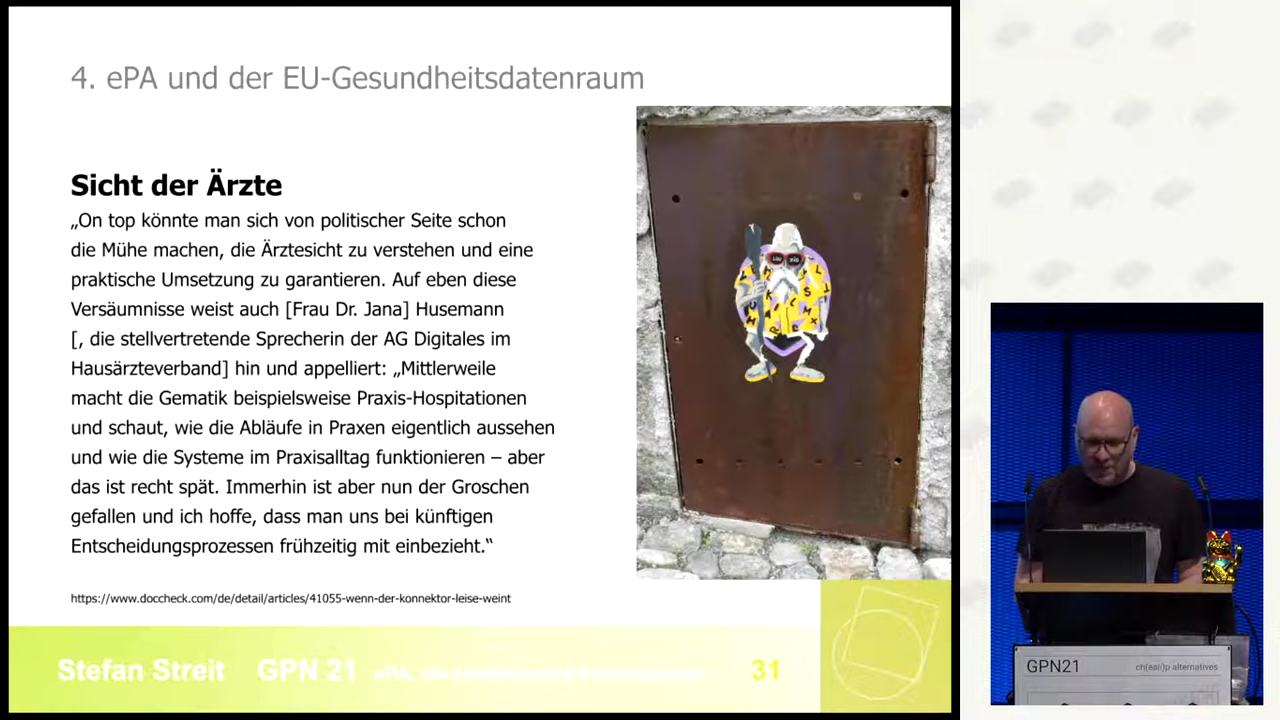 4. ePA und der EU-Gesundheitsdatenraum
Sicht der Ärzte
„On top könnte man sich von politischer Seite schon
die Mühe machen, die Ärztesicht zu verstehen und eine
praktische Umsetzung zu garantieren. Auf eben diese
Versäumnisse weist auch [Frau Dr. Jana] Husemann
[, die stellvertretende Sprecherin der AG Digitales im
Hausärzteverband] hin und appelliert: „Mittlerweile
macht die Gematik beispielsweise Praxis-Hospitationen
und schaut, wie die Abläufe in Praxen eigentlich aussehen
und wie die Systeme im Praxisalltag funktionieren – aber
das ist recht spät. Immerhin ist aber nun der Groschen
gefallen und ich hoffe, dass man uns bei künftigen
Entscheidungsprozessen frühzeitig mit einbezieht.“
https://www.doccheck.com/de/detail/articles/41055-wenn-der-konnektor-leise-weint
Stefan Streit GPN 21 ePA, 31
GPN21 ch(ea|i)p alternatives